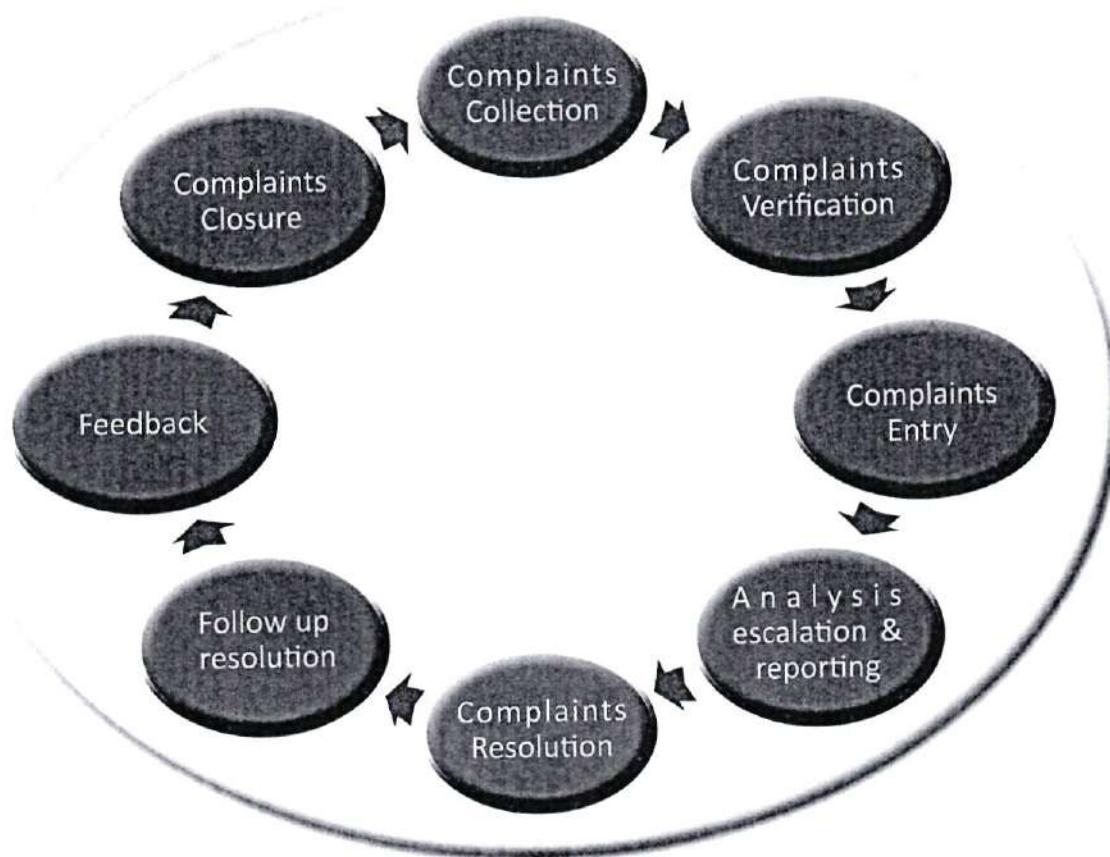 Complaints
Collection
Complaints
Verification
Complaints
Entry
Analysis
escalation &
reporting
Complaints
Resolution
Follow up
resolution
Feedback
Complaints
Closure